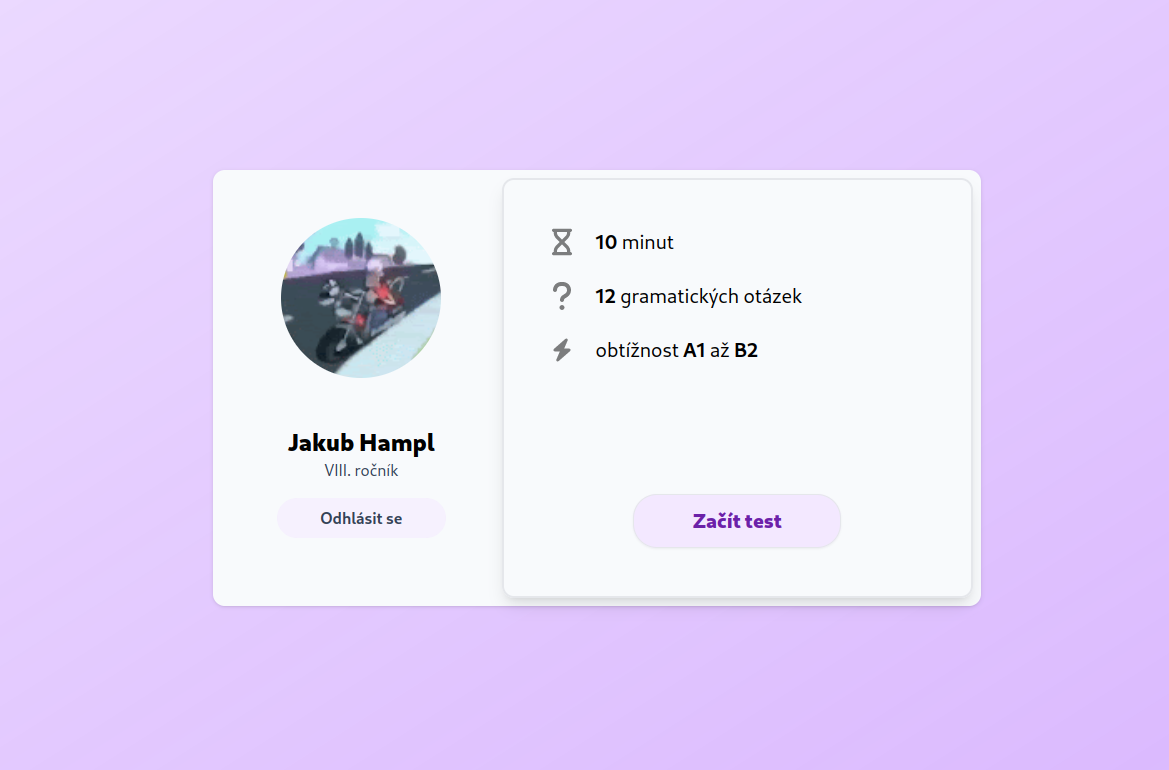 Jakub Hampl
VIII. ročník
Odhlásit se
10 minut
12 gramatických otázek
obtížnost A1 až B2
Začít test